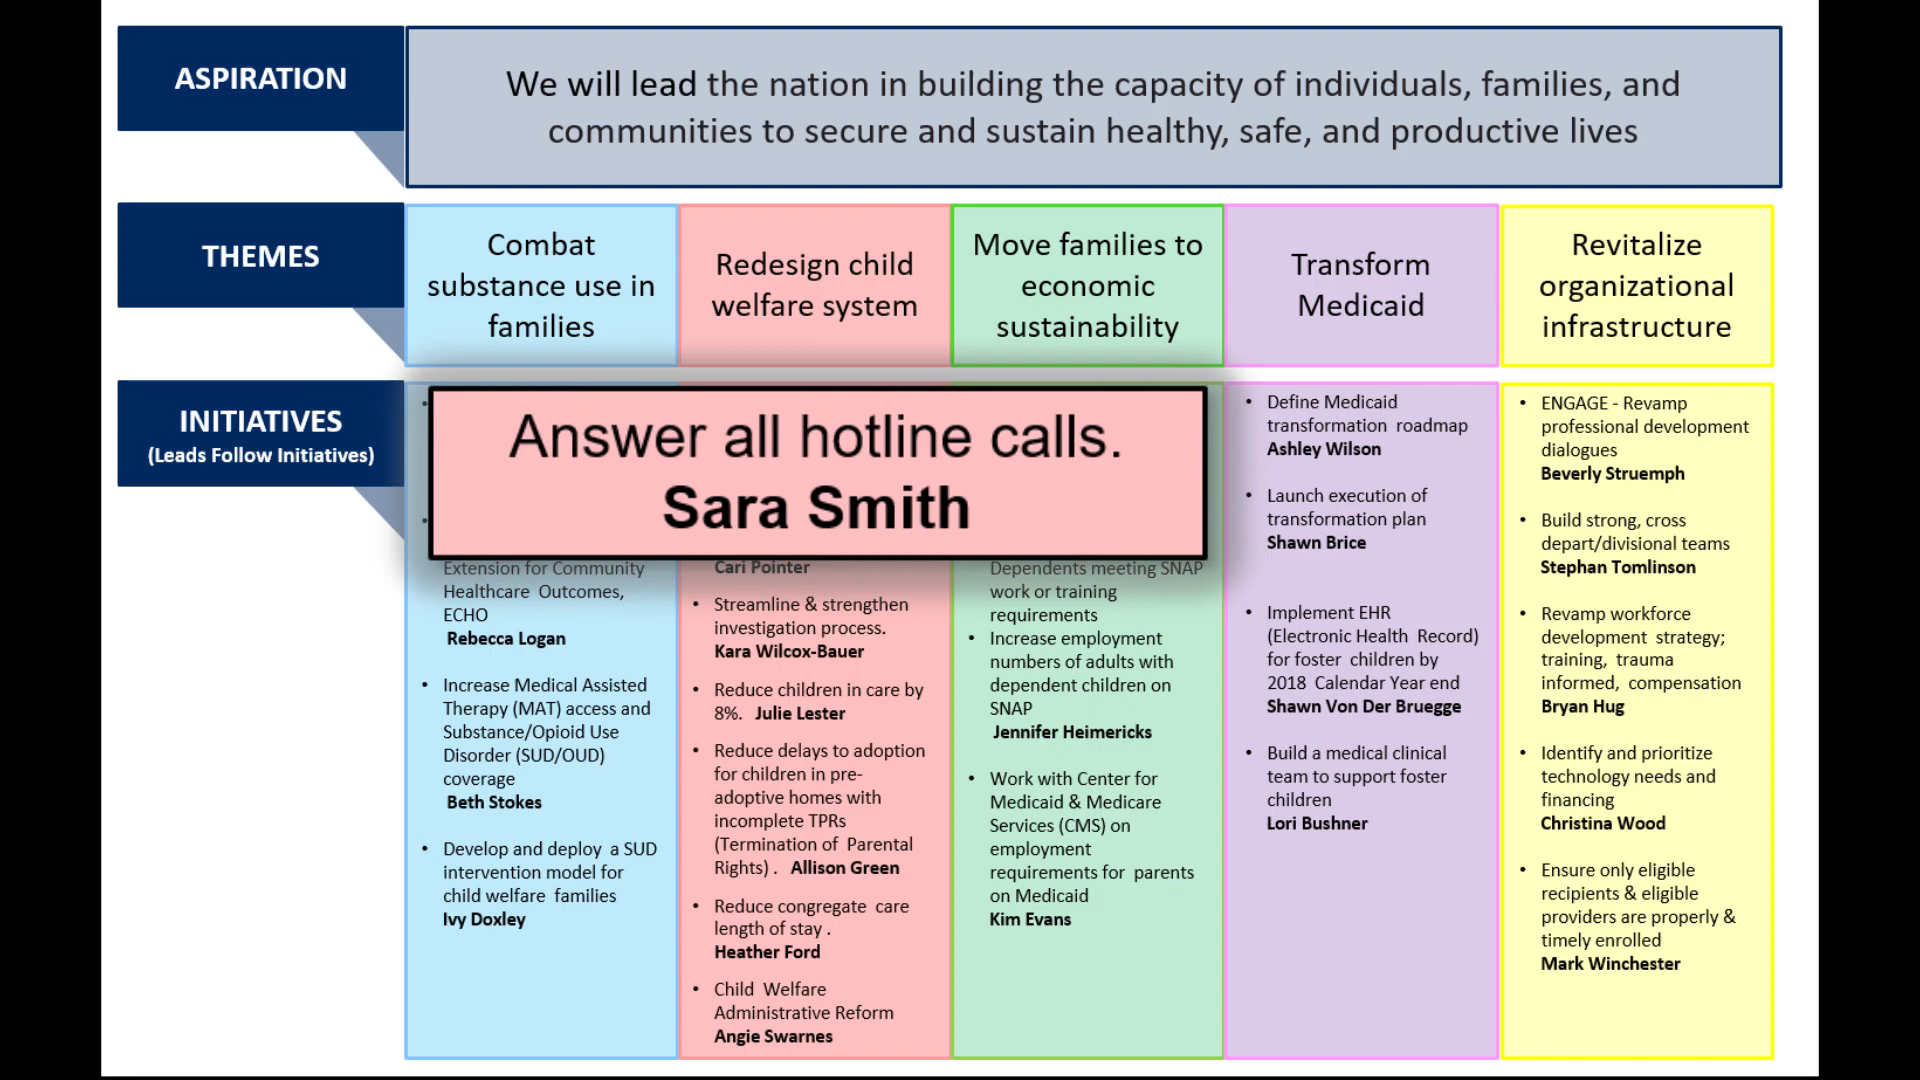 ASPIRATION
We will lead the nation in building the capacity of individuals, families, and
communities to secure and sustain healthy, safe, and productive lives
THEMES
Combat
substance use in
families
Redesign child
welfare system
Move families to
economic
sustainability
Transform
Medicaid
Revitalize
organizational
infrastructure
INITIATIVES
(Leads Follow Initiatives)
Answer all hotline calls.
Sara Smith
•
•
Extension for Community
Healthcare Outcomes,
ECHO
Rebecca Logan
• Increase Medical Assisted
Therapy (MAT) access and
Substance/Opioid Use
Disorder (SUD/OUD)
coverage
Beth Stokes
• Develop and deploy a SUD
intervention model for
child welfare families
Ivy Doxley
Cari Pointer
• Streamline & strengthen
investigation process.
Kara Wilcox-Bauer
• Reduce children in care by
8%. Julie Lester
• Reduce delays to adoption
for children in pre-
adoptive homes with
incomplete TPRs
(Termination of Parental
Rights) . Allison Green
• Reduce congregate care
length of stay .
Heather Ford
• Child Welfare
Administrative Reform
Angie Swarnes
Dependents meeting SNAP
work or training
requirements
• Increase employment
numbers of adults with
dependent children on
SNAP
Jennifer Heimericks
• Work with Center for
Medicaid & Medicare
Services (CMS) on
employment
requirements for parents
on Medicaid
Kim Evans
• Define Medicaid
transformation roadmap
Ashley Wilson
• Launch execution of
transformation plan
Shawn Brice
• Implement EHR
(Electronic Health Record)
for foster children by
2018 Calendar Year end
Shawn Von Der Bruegge
• Build a medical clinical
team to support foster
children
Lori Bushner
• ENGAGE - Revamp
professional development
dialogues
Beverly Struemph
• Build strong, cross
depart/divisional teams
Stephan Tomlinson
• Revamp workforce
development strategy;
training, trauma
informed, compensation
Bryan Hug
• Identify and prioritize
technology needs and
financing
Christina Wood
• Ensure only eligible
recipients & eligible
providers are properly &
timely enrolled
Mark Winchester